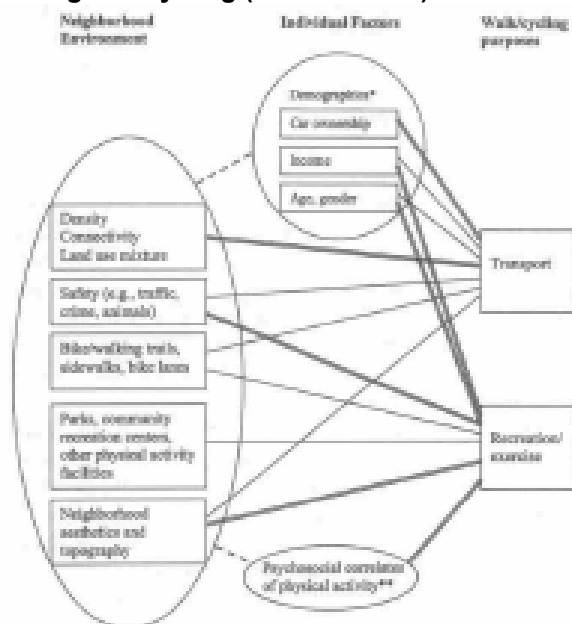 Neighborhood
Environment
Individual Factors
Walk/cycling
purposes
Demographics*
Car ownership
Income
Age, gender
Density
Connectivity
Land use mixture
Safety (e.g., traffic,
crime, animals)
Bike/walking trails,
sidewalks, bike lanes
Parks, community
recreation centers,
other physical activity
facilities
Neighborhood
aesthetics and
topography
Psychosocial correlates
of physical activity**
Transport
Recreation/
exercise